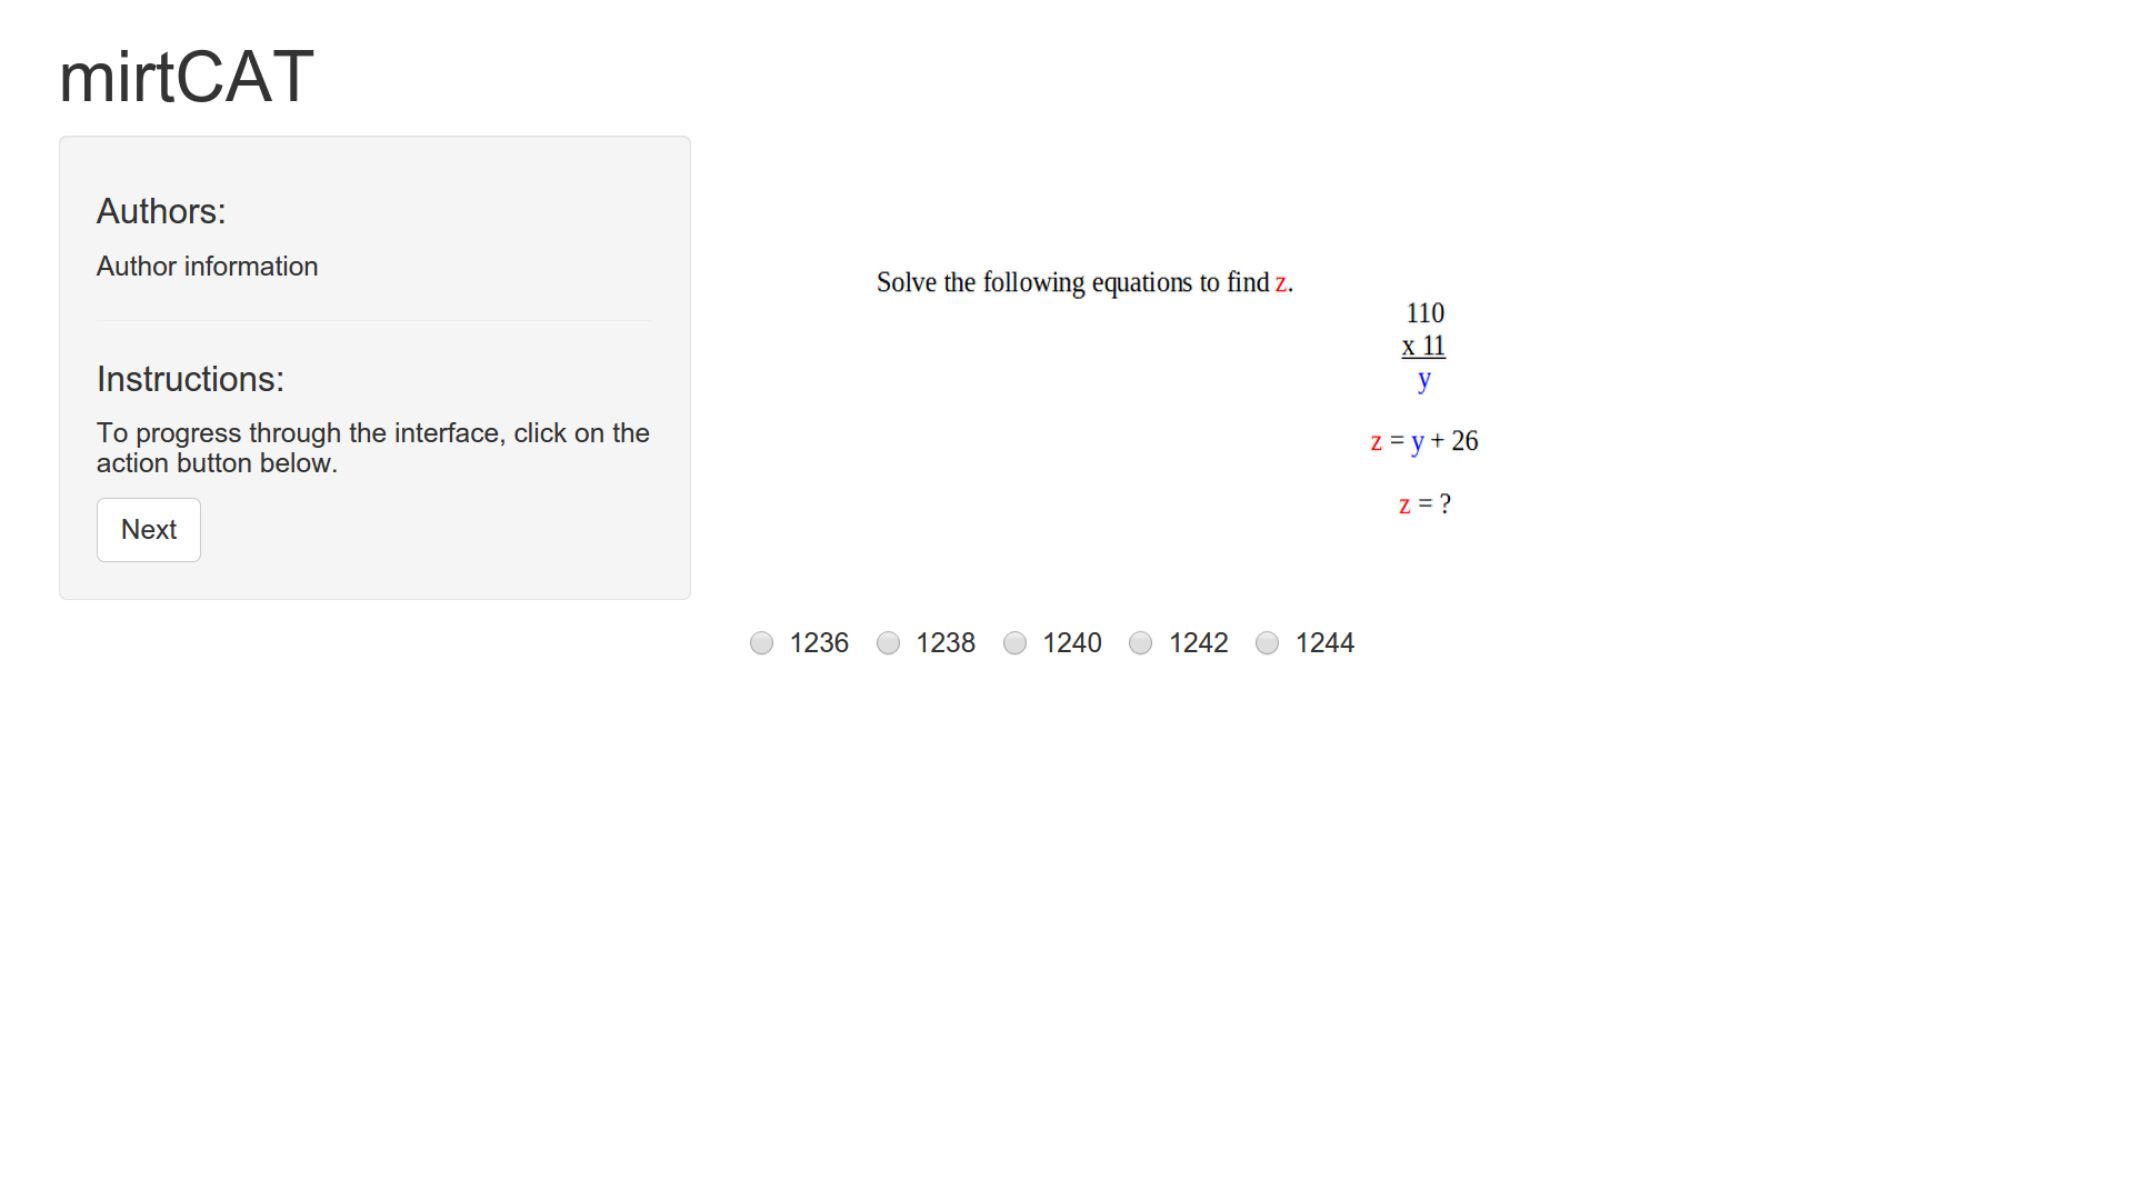 mirtCAT
Authors:
Author information
Instructions:
To progress through the interface, click on the
action button below.
Next
Solve the following equations to find z.
110
x 11
y
z = y + 26
z = ?
1236 1238 1240 1242 1244